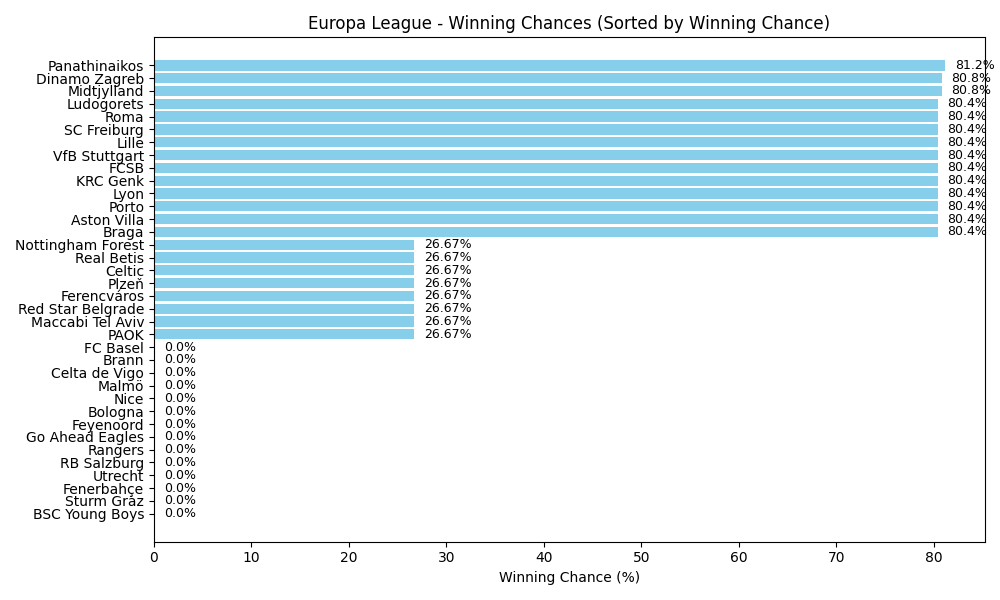 Europa League - Winning Chances (Sorted by Winning Chance)
Panathinaikos 81.2%
Dinamo Zagreb 80.8%
Midtjylland 80.8%
Ludogorets 80.4%
Roma 80.4%
SC Freiburg 80.4%
Lille 80.4%
VfB Stuttgart 80.4%
FCSB 80.4%
KRC Genk 80.4%
Lyon 80.4%
Porto 80.4%
Aston Villa 80.4%
Braga 80.4%
Nottingham Forest 26.67%
Real Betis 26.67%
Celtic 26.67%
Plzeň 26.67%
Ferencváros 26.67%
Red Star Belgrade 26.67%
Maccabi Tel Aviv 26.67%
PAOK 26.67%
FC Basel 0.0%
Brann 0.0%
Celta de Vigo 0.0%
Malmö 0.0%
Nice 0.0%
Bologna 0.0%
Feyenoord 0.0%
Go Ahead Eagles 0.0%
Rangers 0.0%
RB Salzburg 0.0%
Utrecht 0.0%
Fenerbahçe 0.0%
Sturm Graz 0.0%
BSC Young Boys 0.0%
0 10 20 30 40 50 60 70 80
Winning Chance (%)